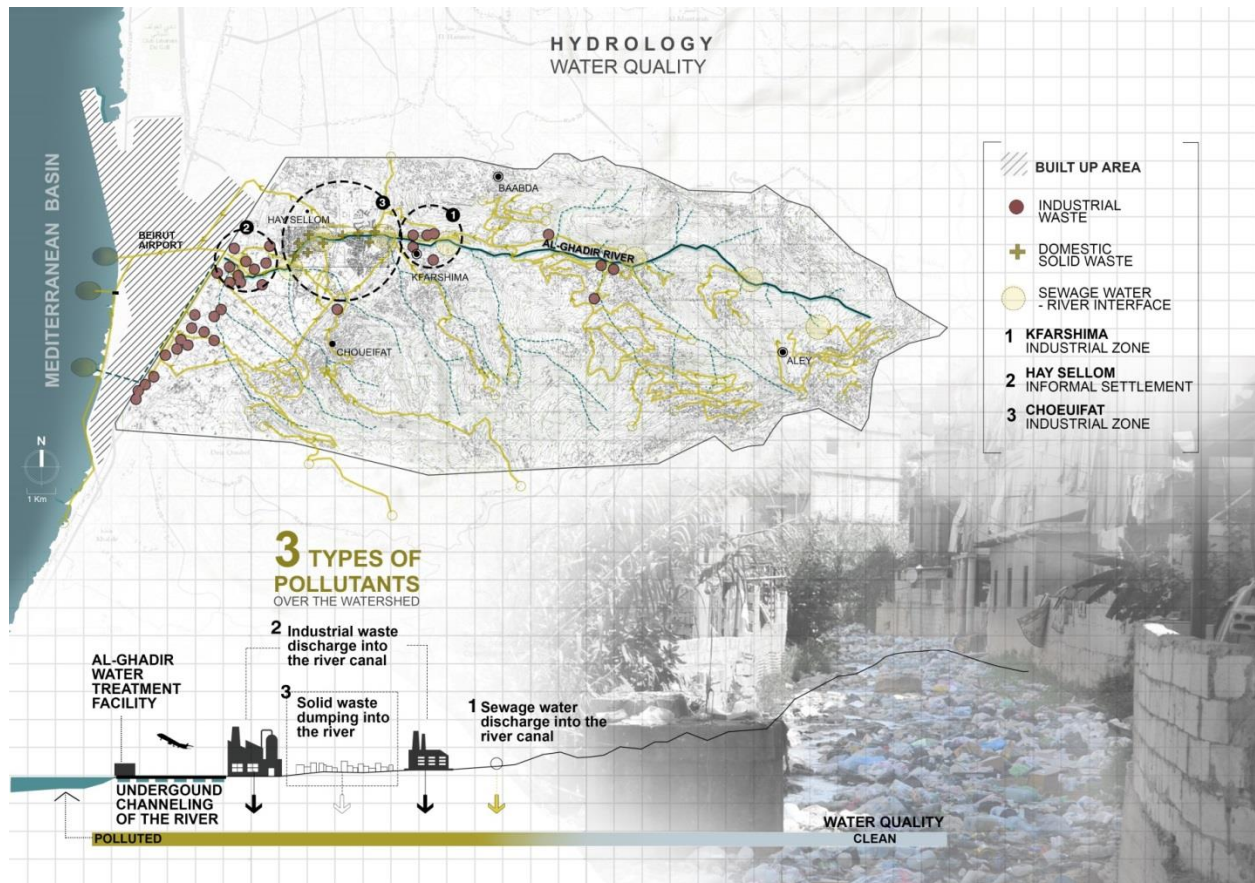 HYDROLOGY
WATER QUALITY
MEDITERRANEAN BASIN
BEIRUT
AIRPORT
HAY SELLOM
2
3
1
BAABDA
KFARSHIMA
AL-GHADIR RIVER
CHOUEIFAT
ALEY
N
1 Km
BUILT UP AREA
INDUSTRIAL
WASTE
DOMESTIC
SOLID WASTE
SEWAGE WATER
- RIVER INTERFACE
1 KFARSHIMA
INDUSTRIAL ZONE
2 HAY SELLOM
INFORMAL SETTLEMENT
3 CHOEUIFAT
INDUSTRIAL ZONE
3 TYPES OF
POLLUTANTS
OVER THE WATERSHED
2 Industrial waste
discharge into
the river canal
AL-GHADIR
WATER
TREATMENT
FACILITY
3 Solid waste
dumping into
the river
1 Sewage water
discharge into the
river canal
UNDERGOUND
CHANNELING
OF THE RIVER
POLLUTED
WATER QUALITY
CLEAN